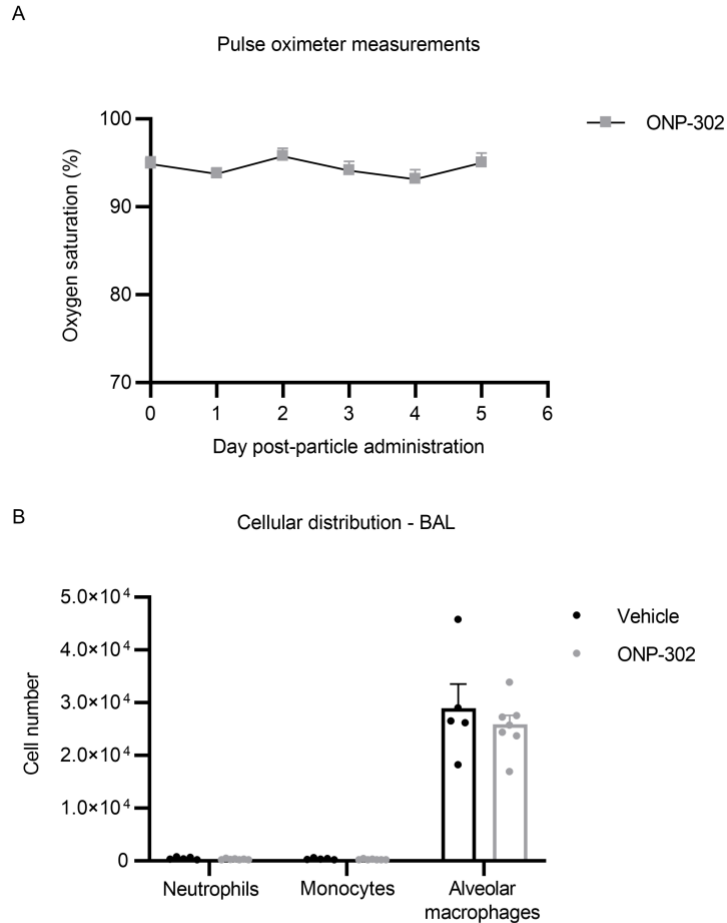 A
Pulse oximeter measurements
100
90
80
70
Oxygen saturation (%)
0 1 2 3 4 5 6
Day post-particle administration
ONP-302
B
Cellular distribution - BAL
5.0×10⁴
4.0×10⁴
3.0×10⁴
2.0×10⁴
1.0×10⁴
0
Cell number
Neutrophils
Monocytes
Alveolar
macrophages
Vehicle
ONP-302